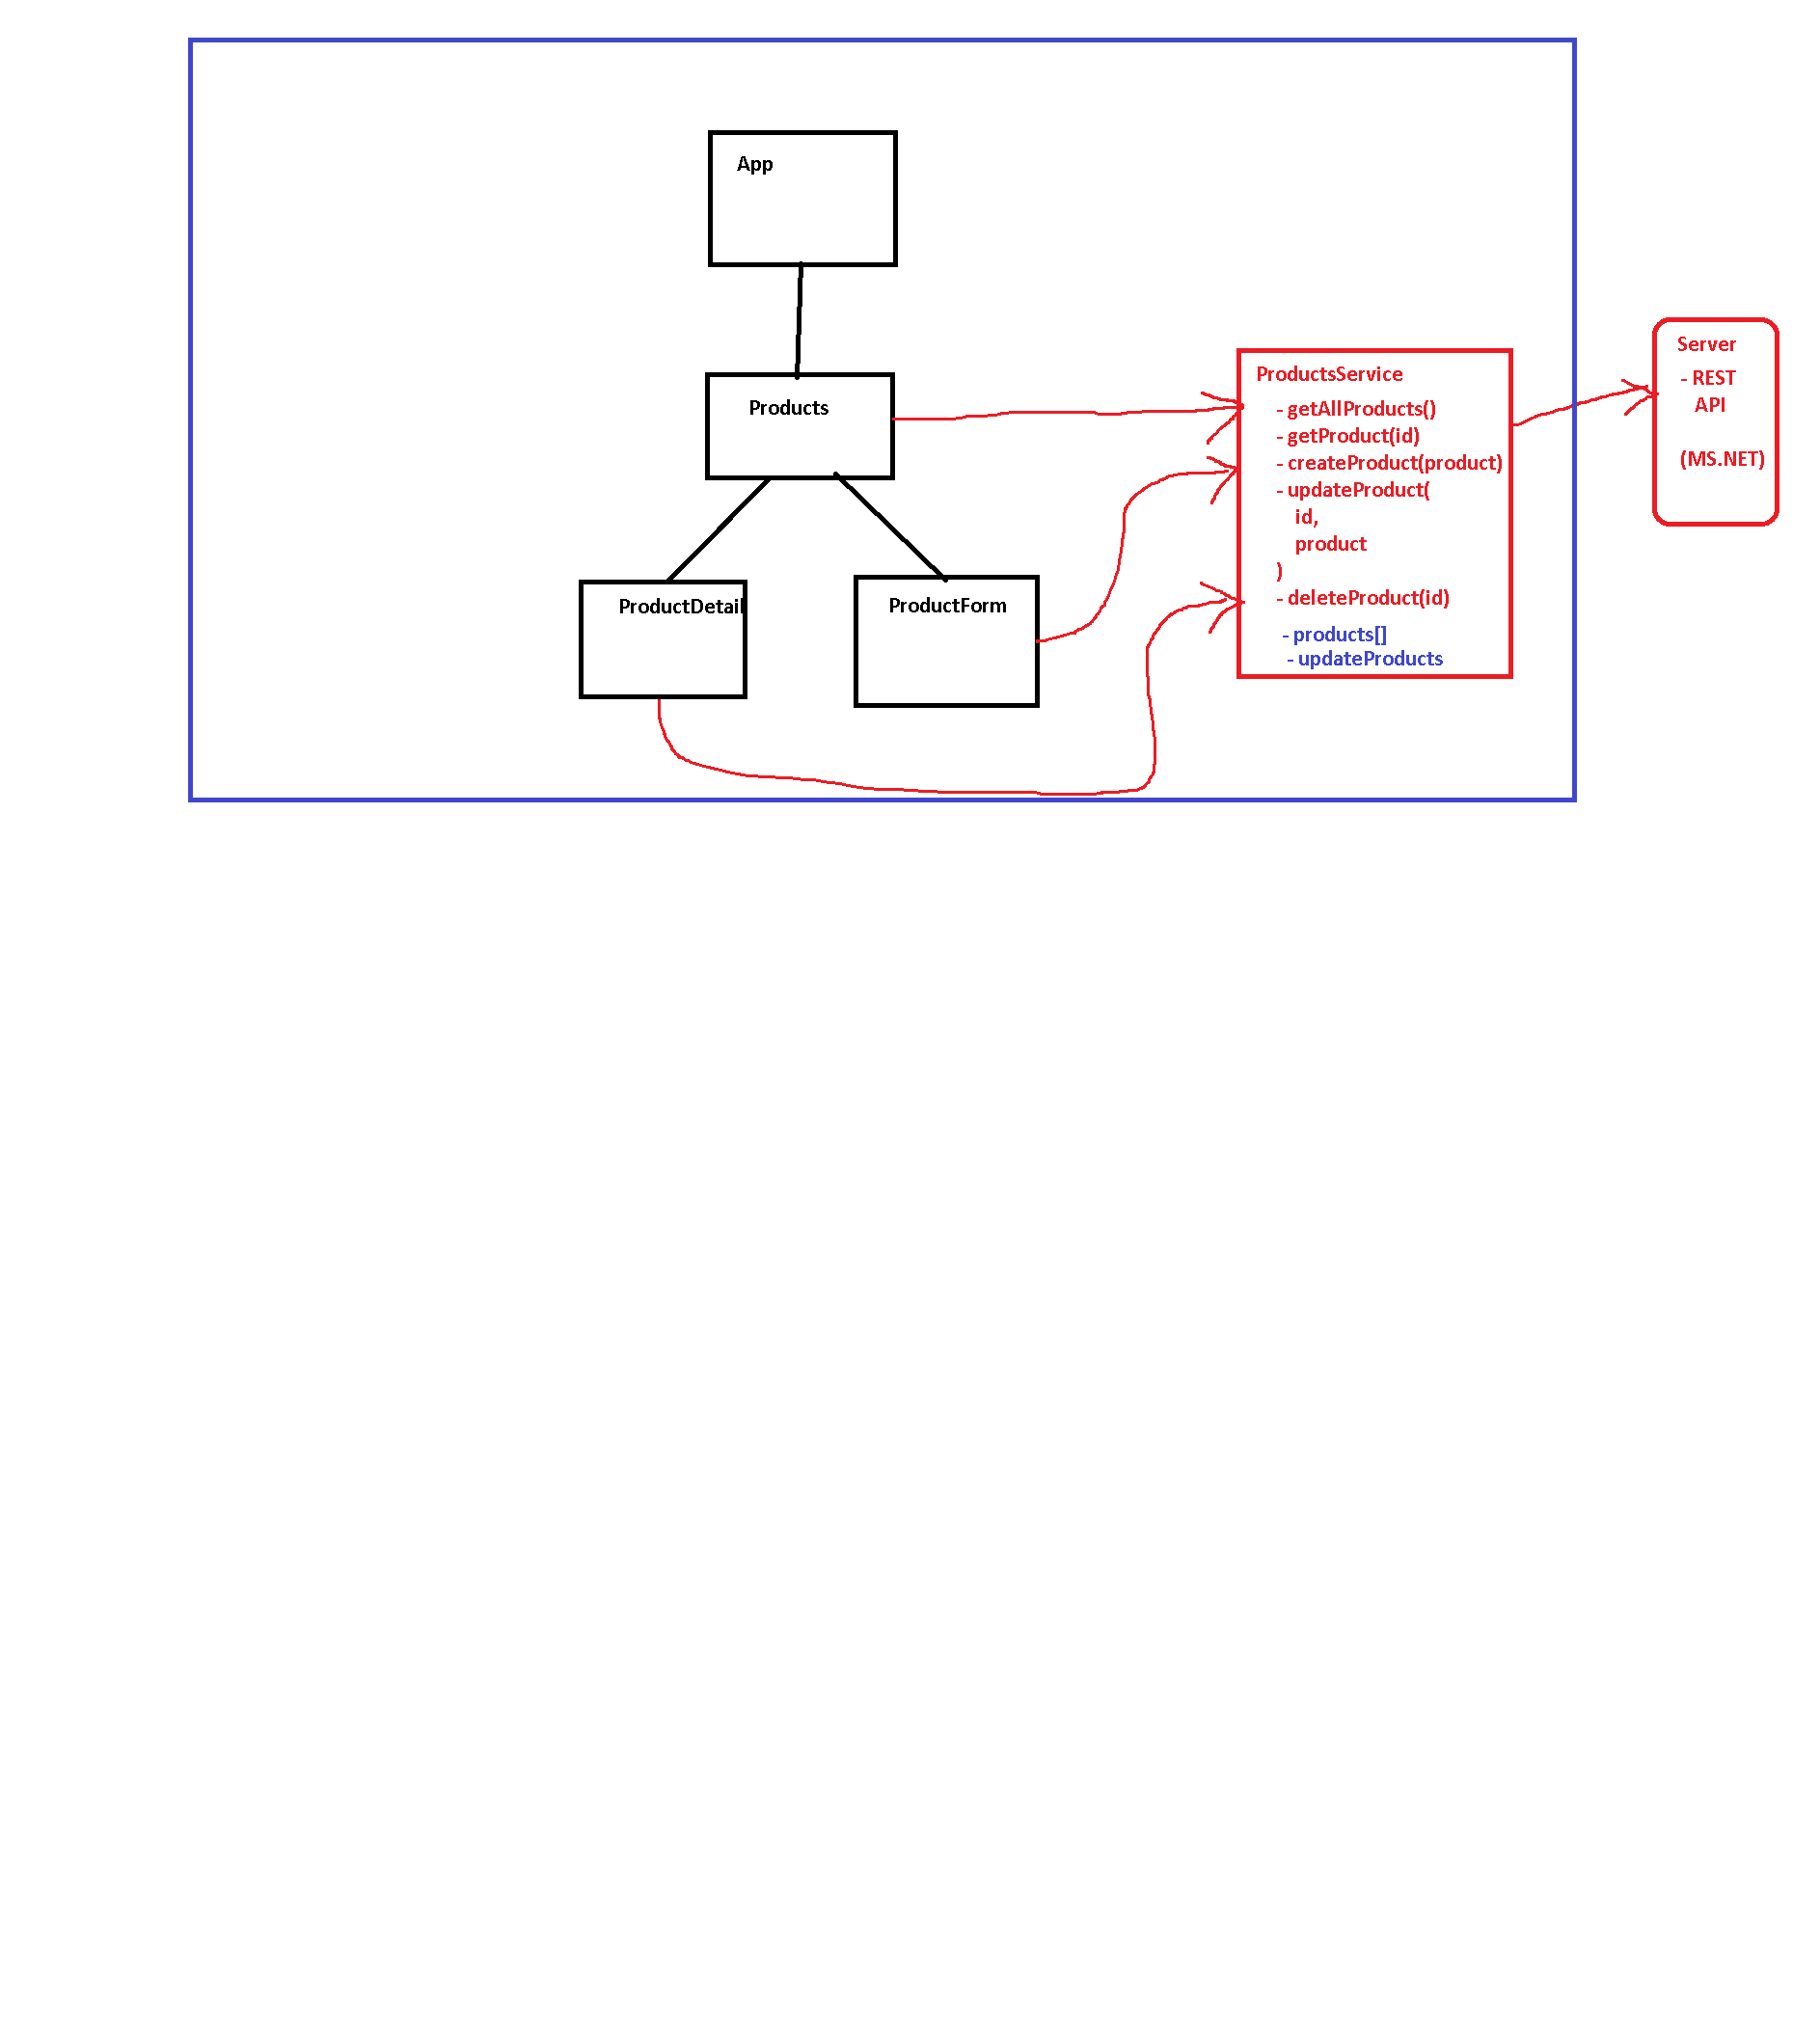 App
Products
ProductDetail
ProductForm
ProductsService
- getAllProducts()
- getProduct(id)
- createProduct(product)
- updateProduct(
id,
product
)
- deleteProduct(id)
- products[]
- updateProducts
Server
- REST
API
(MS.NET)